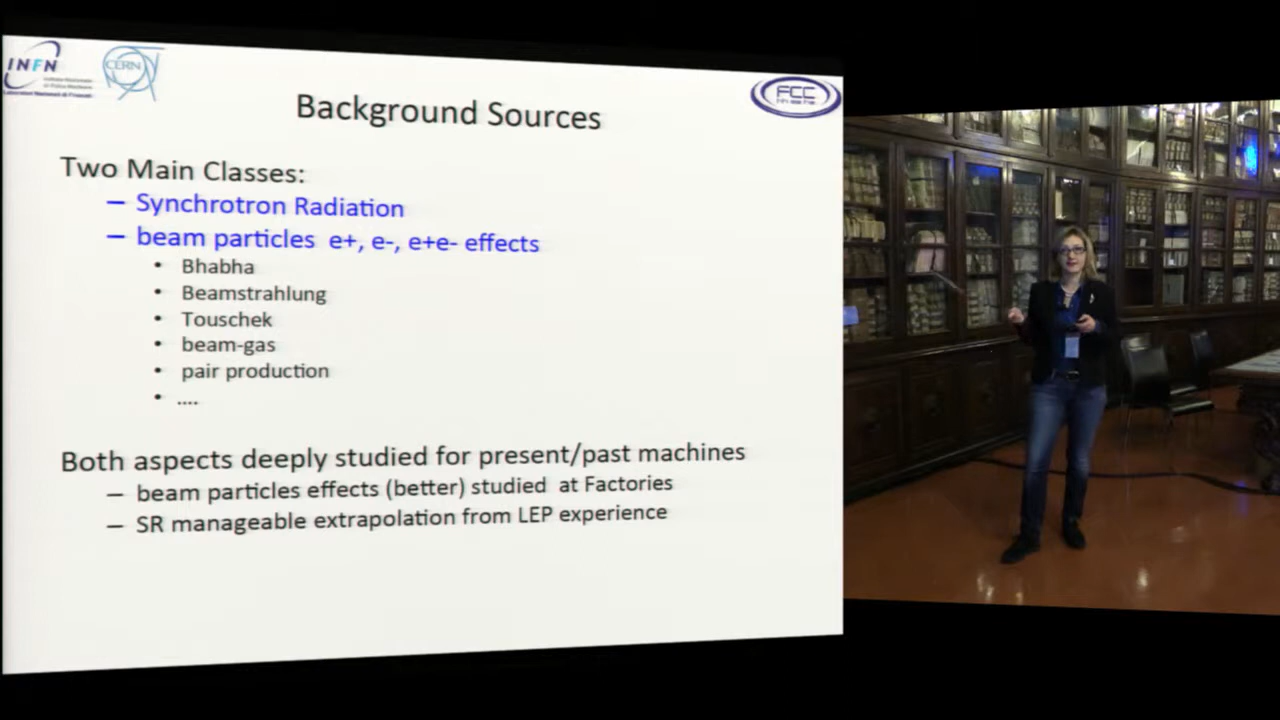 INFN
CERN
FCC
Background Sources
Two Main Classes:
– Synchrotron Radiation
– beam particles e+, e-, e+e- effects
• Bhabha
• Beamstrahlung
• Touschek
• beam-gas
• pair production
• ....
Both aspects deeply studied for present/past machines
– beam particles effects (better) studied at Factories
– SR manageable extrapolation from LEP experience